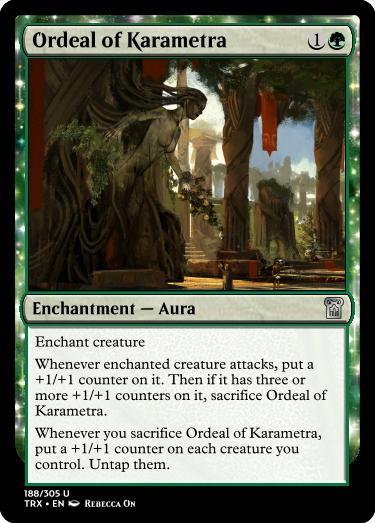 Ordeal of Karametra 1
Enchantment — Aura
Enchant creature
Whenever enchanted creature attacks, put a
+1/+1 counter on it. Then if it has three or
more +1/+1 counters on it, sacrifice Ordeal of
Karametra.
Whenever you sacrifice Ordeal of Karametra,
put a +1/+1 counter on each creature you
control. Untap them.
188/305 U
TRX • EN Rebecca On